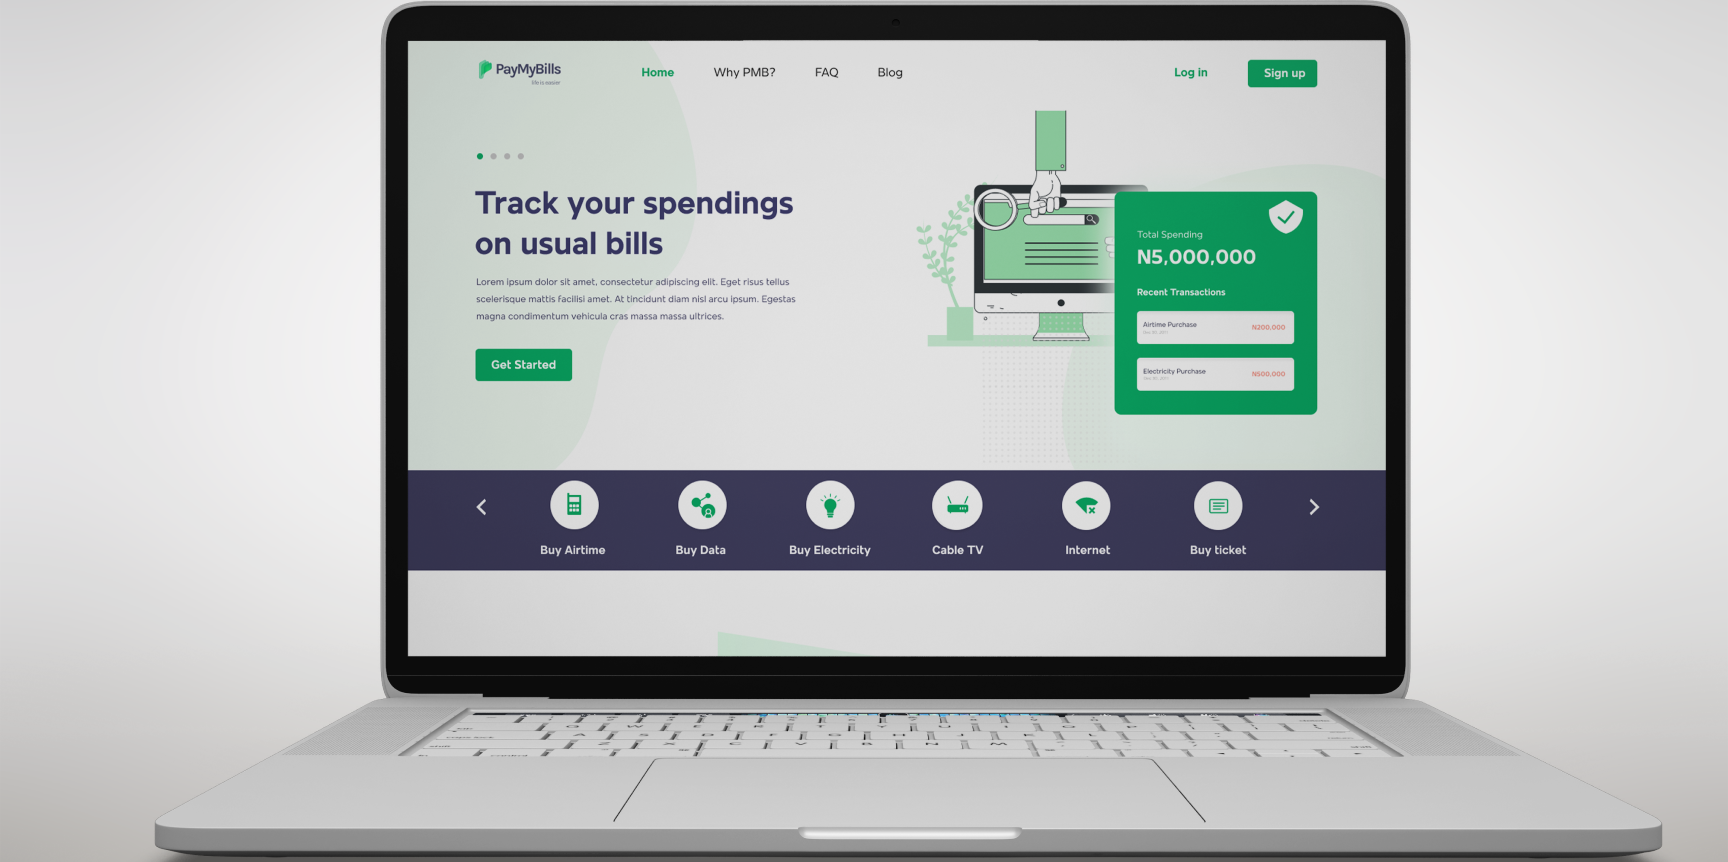 PayMyBills
life is easier
Home
Why PMB?
FAQ
Blog
Log in
Sign up
Track your spendings
on usual bills
Lorem ipsum dolor sit amet, consectetur adipiscing elit. Eget risus tellus
scelerisque mattis facilisi amet. At tincidunt diam nisl arcu ipsum. Egestas
magna condimentum vehicula cras massa massa ultrices.
Get Started
Total Spending
N5,000,000
Recent Transactions
Airtime Purchase
N200,000
Electricity Purchase
N500,000
Buy Airtime
Buy Data
Buy Electricity
Cable TV
Internet
Buy ticket